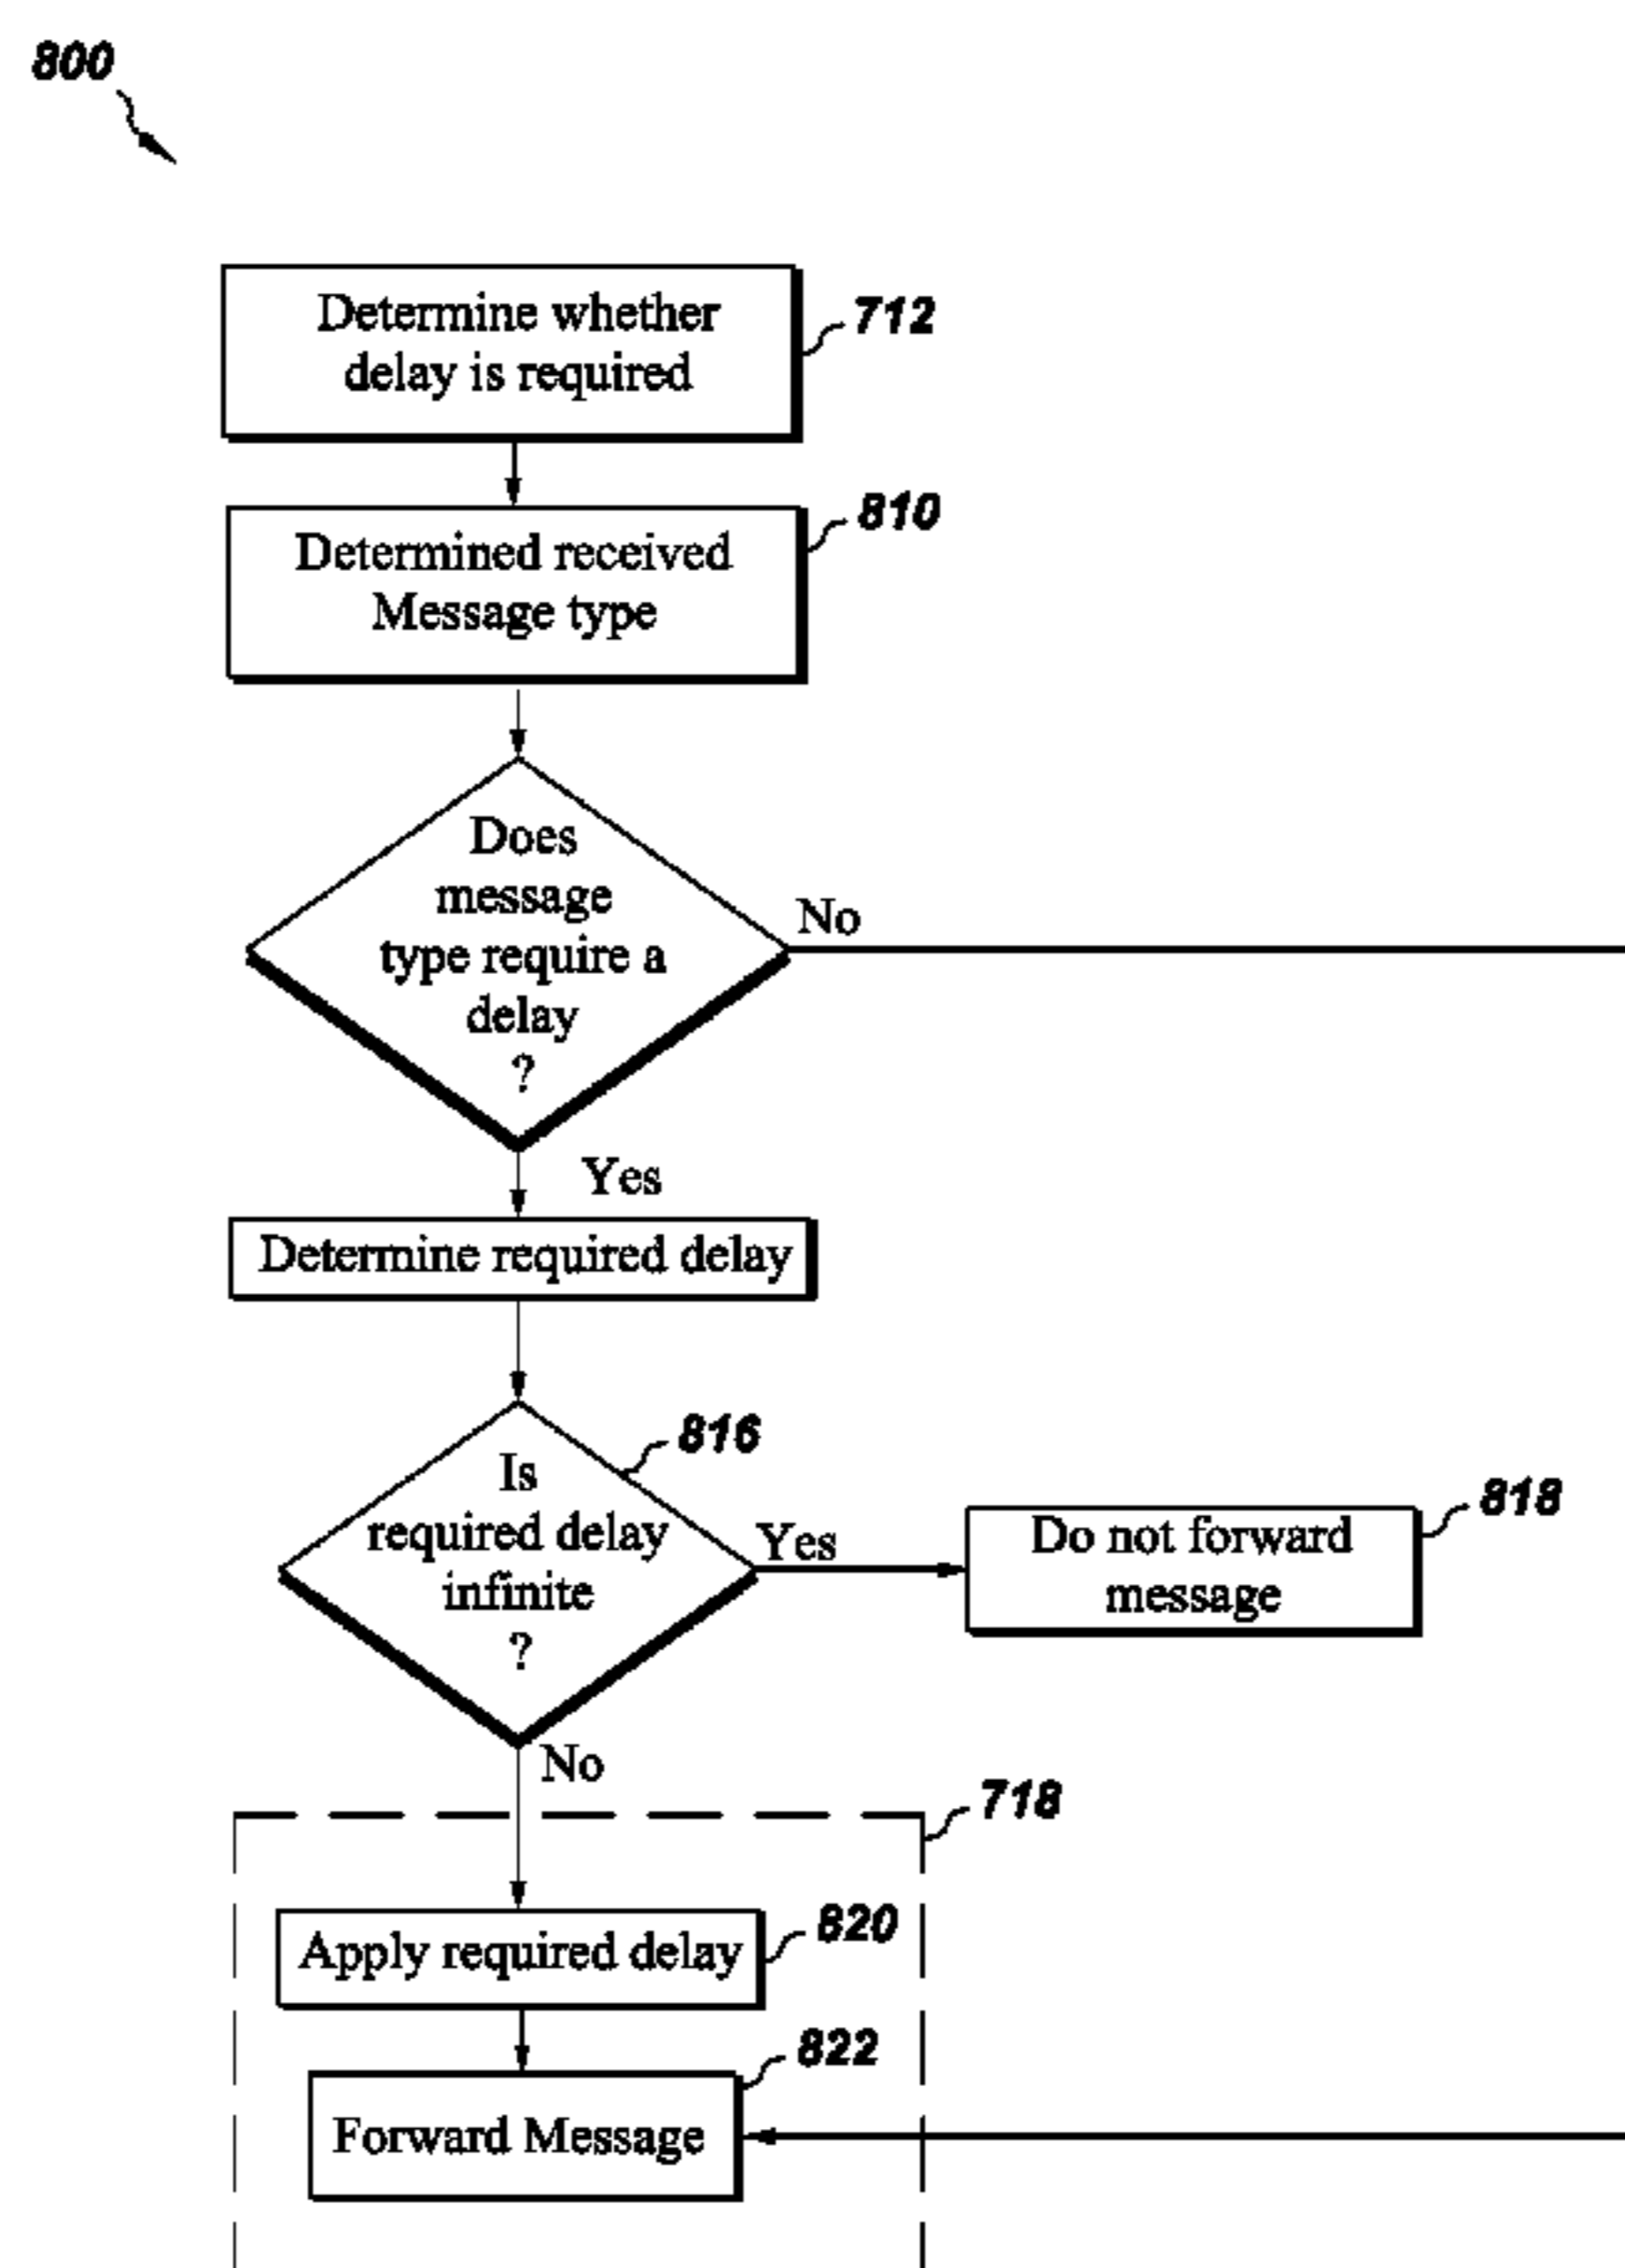 800
Determine whether
delay is required
712
Determined received
Message type
810
Does
message
type require a
delay
?
No
Yes
Determine required delay
Is
required delay
infinite
?
816
Yes
Do not forward
message
818
No
718
Apply required delay
820
Forward Message
822